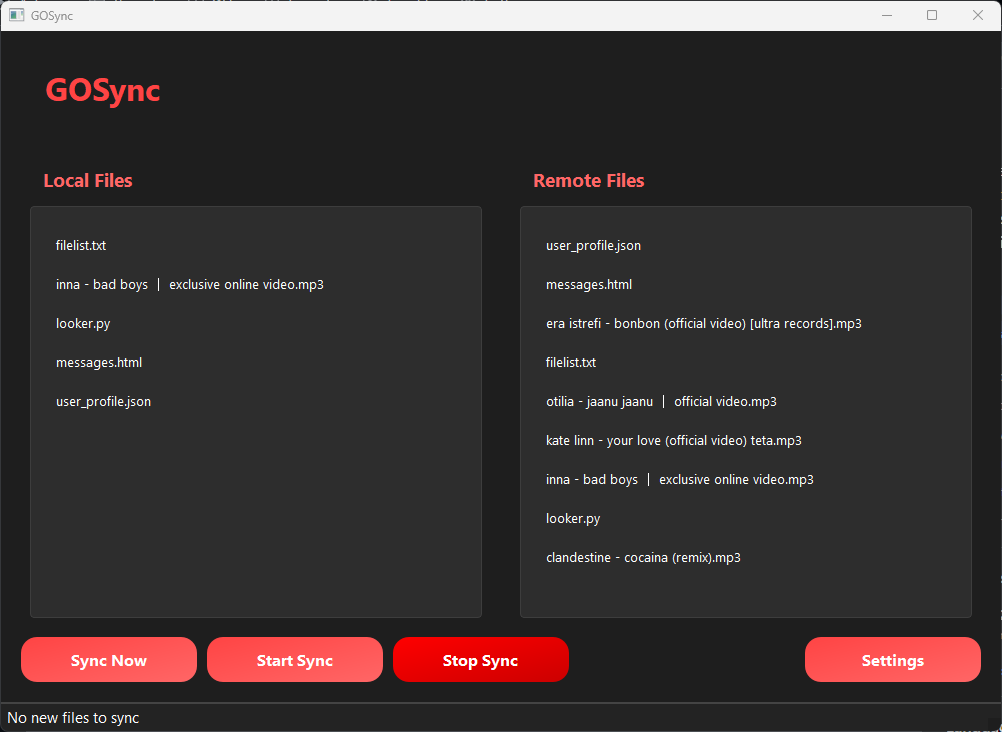 GOSync
GOSync
Local Files
filelist.txt
inna - bad boys | exclusive online video.mp3
looker.py
messages.html
user_profile.json
Remote Files
user_profile.json
messages.html
era istrefi - bonbon (official video) [ultra records].mp3
filelist.txt
otilia - jaanu jaanu | official video.mp3
kate linn - your love (official video) teta.mp3
inna - bad boys | exclusive online video.mp3
looker.py
clandestine - cocaina (remix).mp3
Sync Now
Start Sync
Stop Sync
Settings
No new files to sync